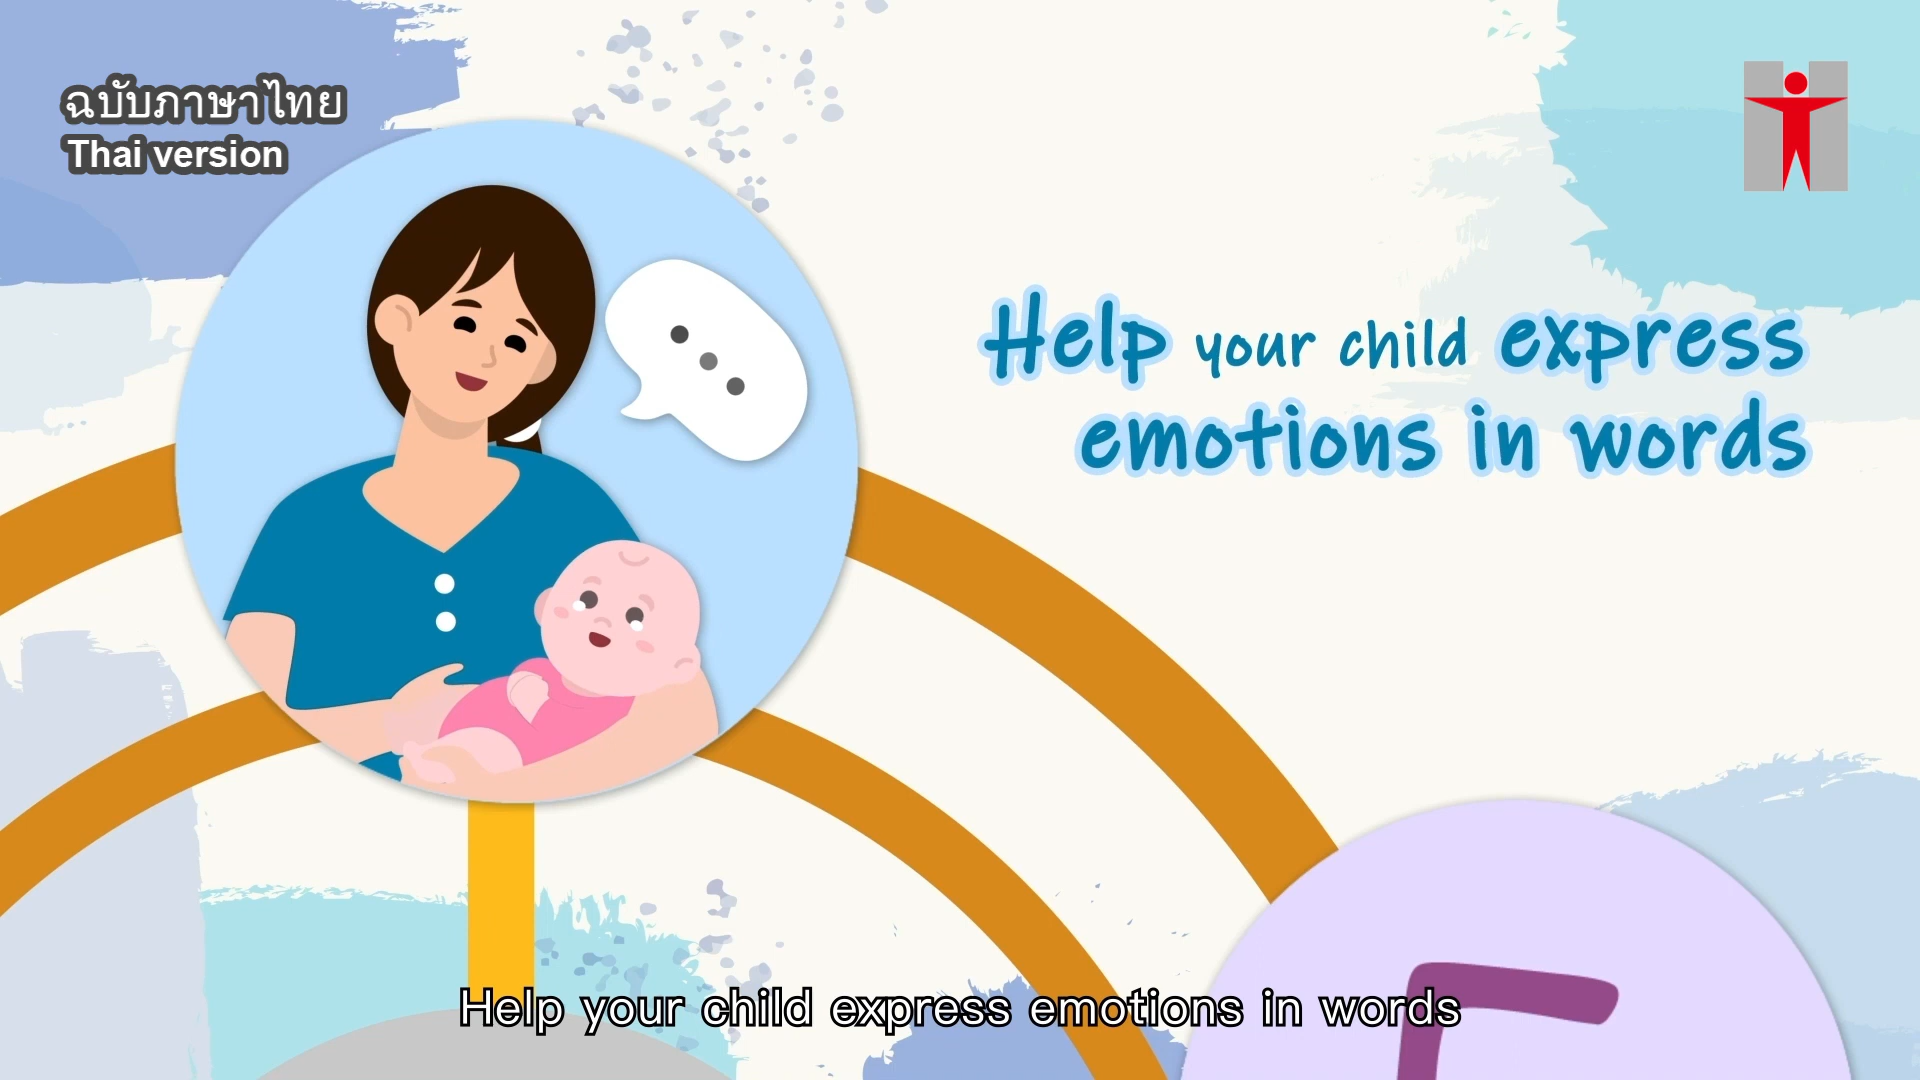 ฉบับภาษาไทย
Thai version
Help your child express
emotions in words
Help your child express emotions in words